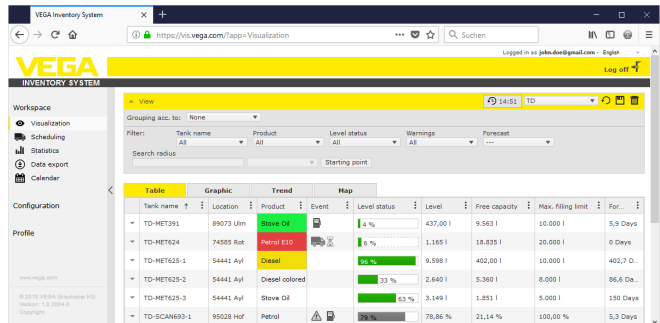 VEGA Inventory System
https://vis.vega.com/?app=Visualization
Suchen
Logged in as john.doe@gmail.com - English
VEGA
INVENTORY SYSTEM
Log off
Workspace
Visualization
Scheduling
Statistics
Data export
Calendar
Configuration
Profile
www.vega.com
Copyright
View
14:51
TD
Grouping acc. to: None
Filter: Tank name Product Level status Warnings Forecast
All All All All ---
Search radius
Starting point
Table Graphic Trend Map
Tank name Location Product Event Level status Level Free capacity Max. filling limit For...
TD-MET391 89073 Ulm Stove Oil 4 % 437,00 l 9.563 l 10.000 l 5,9 Days
TD-MET624 74585 Rot Petrol E10 6 % 1.165 l 18.835 l 20.000 l 0 Days
TD-MET625-1 54441 Ayl Diesel 96 % 9.598 l 402,00 l 10.000 l 402,7 D...
TD-MET625-2 54441 Ayl Diesel colored 33 % 2.640 l 5.360 l 8.000 l 86,6 Da...
TD-MET625-3 54441 Ayl Stove Oil 63 % 3.149 l 1.851 l 5.000 l 150 Days
TD-SCAN693-1 95028 Hof Petrol 79 % 78,86 % 21,14 % 100,00 % 5,3 Days